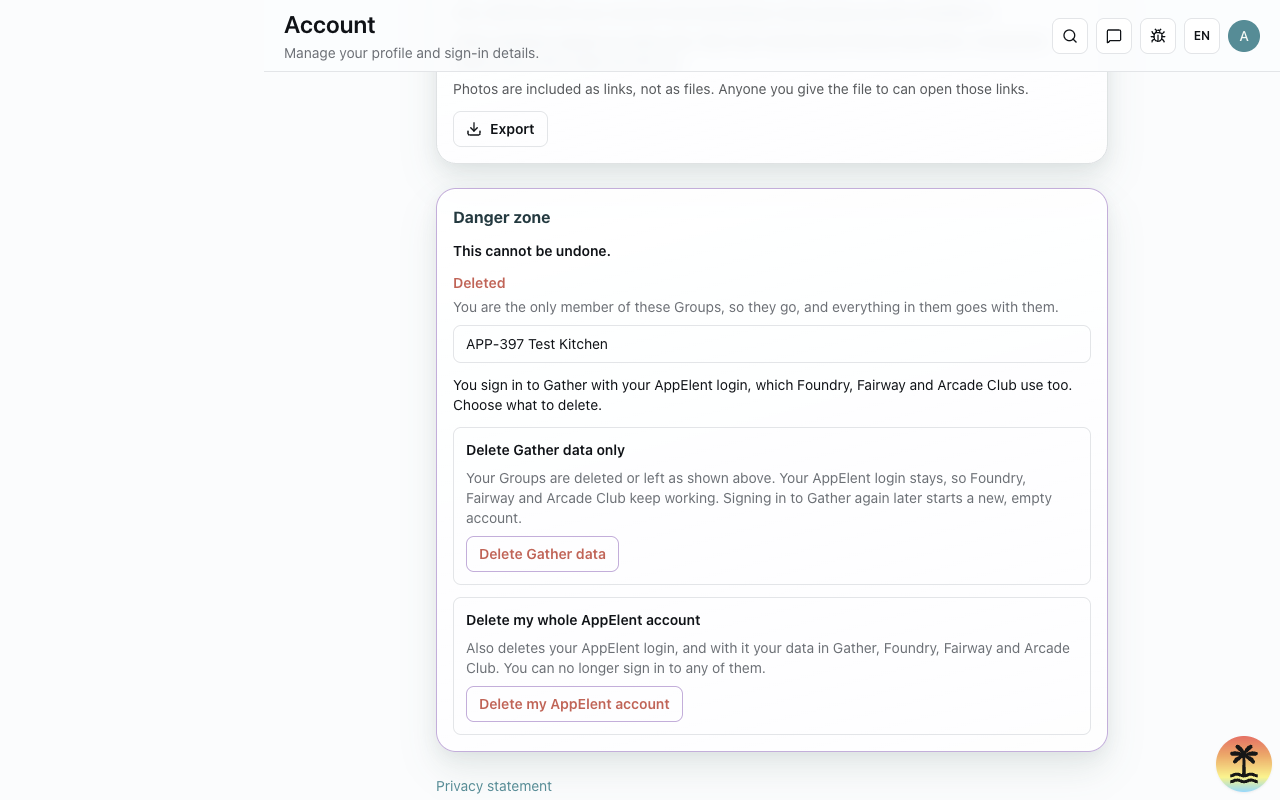 Account
Manage your profile and sign-in details.
EN
A
Photos are included as links, not as files. Anyone you give the file to can open those links.
Export
Danger zone
This cannot be undone.
Deleted
You are the only member of these Groups, so they go, and everything in them goes with them.
APP-397 Test Kitchen
You sign in to Gather with your AppElent login, which Foundry, Fairway and Arcade Club use too.
Choose what to delete.
Delete Gather data only
Your Groups are deleted or left as shown above. Your AppElent login stays, so Foundry,
Fairway and Arcade Club keep working. Signing in to Gather again later starts a new, empty
account.
Delete Gather data
Delete my whole AppElent account
Also deletes your AppElent login, and with it your data in Gather, Foundry, Fairway and Arcade
Club. You can no longer sign in to any of them.
Delete my AppElent account
Privacy statement